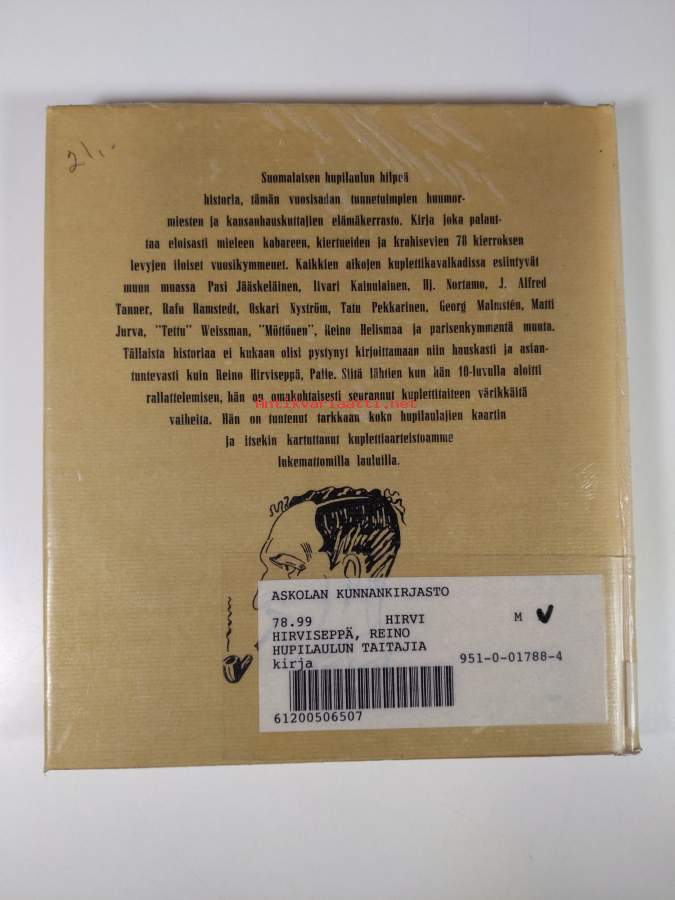 21,-
Suomalaisen hupilaulun hilpeä
historia, tämän vuosisadan tunnetuimpien huumor-
miesten ja kansanhauskuttajien elämäkerrasto. Kirja joka palaut-
taa eloisasti mieleen kabareen, kiertueiden ja krahisevien 78 kierroksen
levyjen iloiset vuosikymmenet. Kaikkien aikojen kuplettikavalkadissa esiintyvät
muun muassa Pasi Jääskeläinen, Iivari Kainulainen, Hj. Nortamo, J. Alfred
Tanner, Rafu Ramstedt, Oskari Nyström, Tatu Pekkarinen, Georg Malmstén, Matti
Jurva, "Tettu" Weissman, "Möttönen", Reino Helismaa ja parisenkymmentä muuta.
Tällaista historiaa ei kukaan olisi pystynyt kirjoittamaan niin hauskasti ja asian-
tuntevasti kuin Reino Hirviseppä, Palle. Siitä lähtien kun hän 10-luvulla aloitti
rallattelemisen, hän on omakohtaisesti seurannut kuplettitaiteen värikkäitä
Antikvariaatti.net
vaiheita. Hän on tuntenut tarkkaan koko hupilaulajien kaartin
ja itsekin kartuttanut kuplettiaarteistoamme
lukemattomilla lauluilla.
ASKOLAN KUNNANKIRJASTO
78.99 HIRVI M
HIRVISEPPÄ, REINO
HUPILAULUN TAITAJIA
kirja 951-0-01788-4
61200506507